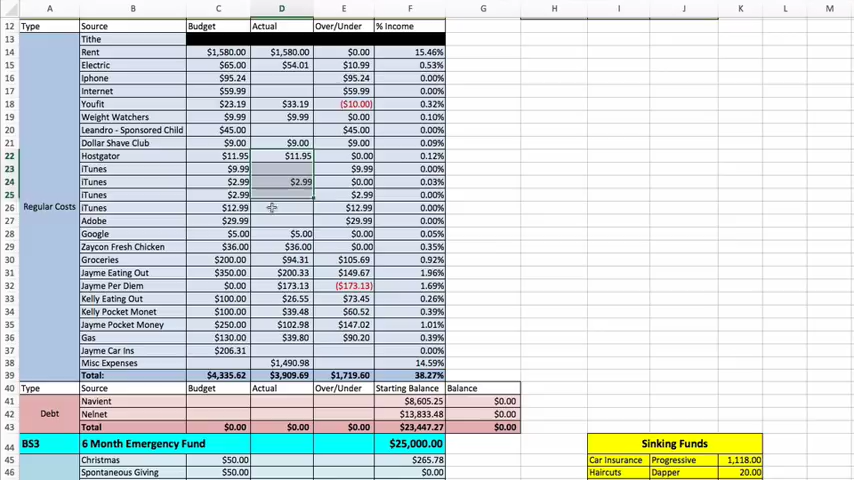 A B C D E F G H I J K L M
12 Type Source Budget Actual Over/Under % Income
13 Tithe
14 Rent $1,580.00 $1,580.00 $0.00 15.46%
15 Electric $65.00 $54.01 $10.99 0.53%
16 Iphone $95.24 $95.24 0.00%
17 Internet $59.99 $59.99 0.00%
18 Youfit $23.19 $33.19 ($10.00) 0.32%
19 Weight Watchers $9.99 $9.99 $0.00 0.10%
20 Leandro - Sponsored Child $45.00 $45.00 0.00%
21 Dollar Shave Club $9.00 $9.00 $0.00 0.09%
22 Hostgator $11.95 $11.95 $0.00 0.12%
23 iTunes $9.99 $9.99 0.00%
24 iTunes $2.99 $2.99 $0.00 0.03%
25 iTunes $2.99 $2.99 0.00%
26 Regular Costs iTunes $12.99 $12.99 0.00%
27 Adobe $29.99 $29.99 0.00%
28 Google $5.00 $5.00 $0.00 0.05%
29 Zaycon Fresh Chicken $36.00 $36.00 $0.00 0.35%
30 Groceries $200.00 $94.31 $105.69 0.92%
31 Jayme Eating Out $350.00 $200.33 $149.67 1.96%
32 Jayme Per Diem $0.00 $173.13 ($173.13) 1.69%
33 Kelly Eating Out $100.00 $26.55 $73.45 0.26%
34 Kelly Pocket Monet $100.00 $39.48 $60.52 0.39%
35 Jayme Pocket Money $250.00 $102.98 $147.02 1.01%
36 Gas $130.00 $39.80 $90.20 0.39%
37 Jayme Car Ins $206.31 0.00%
38 Misc Expenses $1,490.98 14.59%
39 Total: $4,335.62 $3,909.69 $1,719.60 38.27%
40 Type Source Budget Actual Over/Under Starting Balance Balance
41 Navient $8,605.25 $0.00
42 Debt Nelnet $13,833.48 $0.00
43 Total $0.00 $0.00 $0.00 $23,447.27 $0.00
44 BS3 6 Month Emergency Fund $25,000.00 Sinking Funds
45 Christmas $50.00 $265.78 Car Insurance Progressive 1,118.00
46 Spontaneous Giving $50.00 $0.00 Haircuts Dapper 20.00